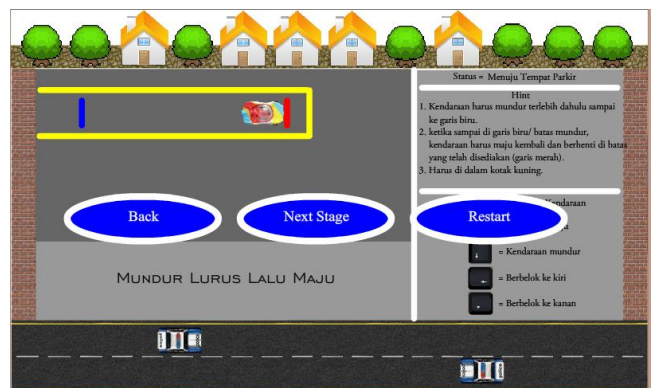 Status = Menuju Tempat Parkir
Hint
1. Kendaraan harus mundur terlebih dahulu sampai
ke garis biru.
2. ketika sampai di garis biru/ batas mundur,
kendaraan harus maju kembali dan berhenti di batas
yang telah disediakan (garis merah).
3. Harus di dalam kotak kuning.
Kendaraan
Back
Next Stage
Restart
= Kendaraan mundur
= Berbelok ke kiri
= Berbelok ke kanan
Mundur Lurus Lalu Maju